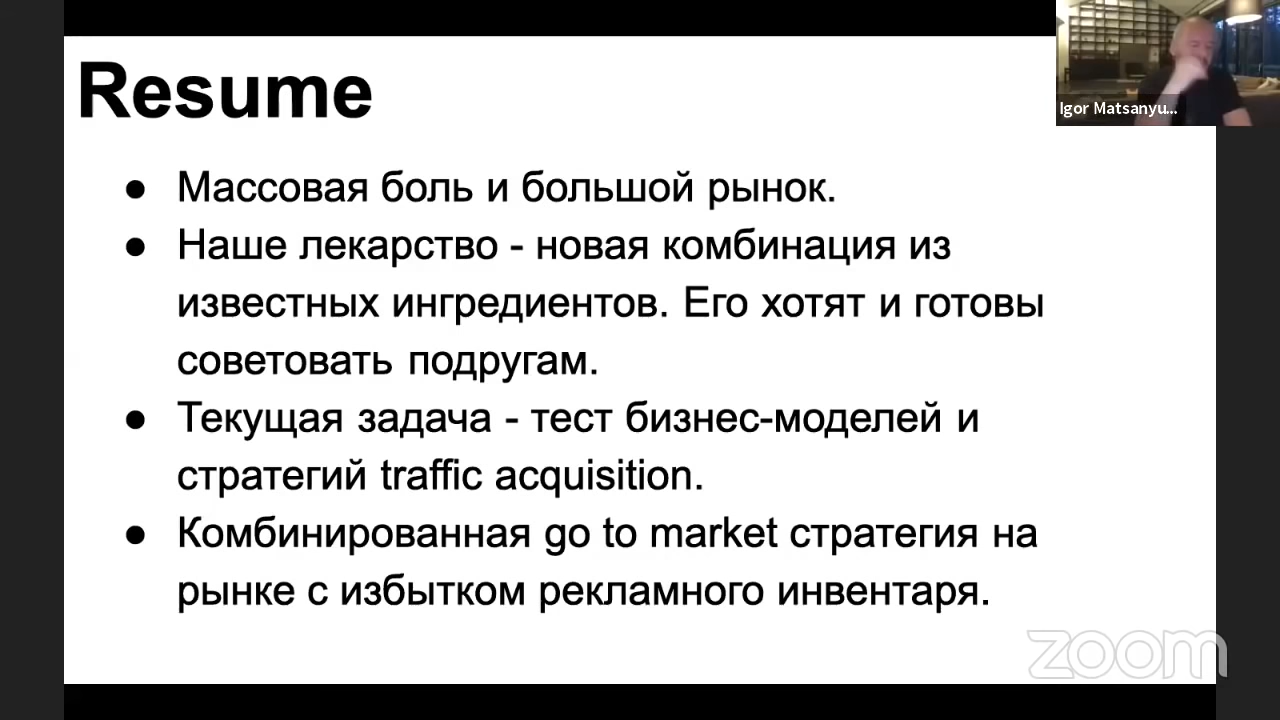 Resume
Igor Matsanyu...
● Массовая боль и большой рынок.
● Наше лекарство - новая комбинация из
известных ингредиентов. Его хотят и готовы
советовать подругам.
● Текущая задача - тест бизнес-моделей и
стратегий traffic acquisition.
● Комбинированная go to market стратегия на
рынке с избытком рекламного инвентаря.
zoom